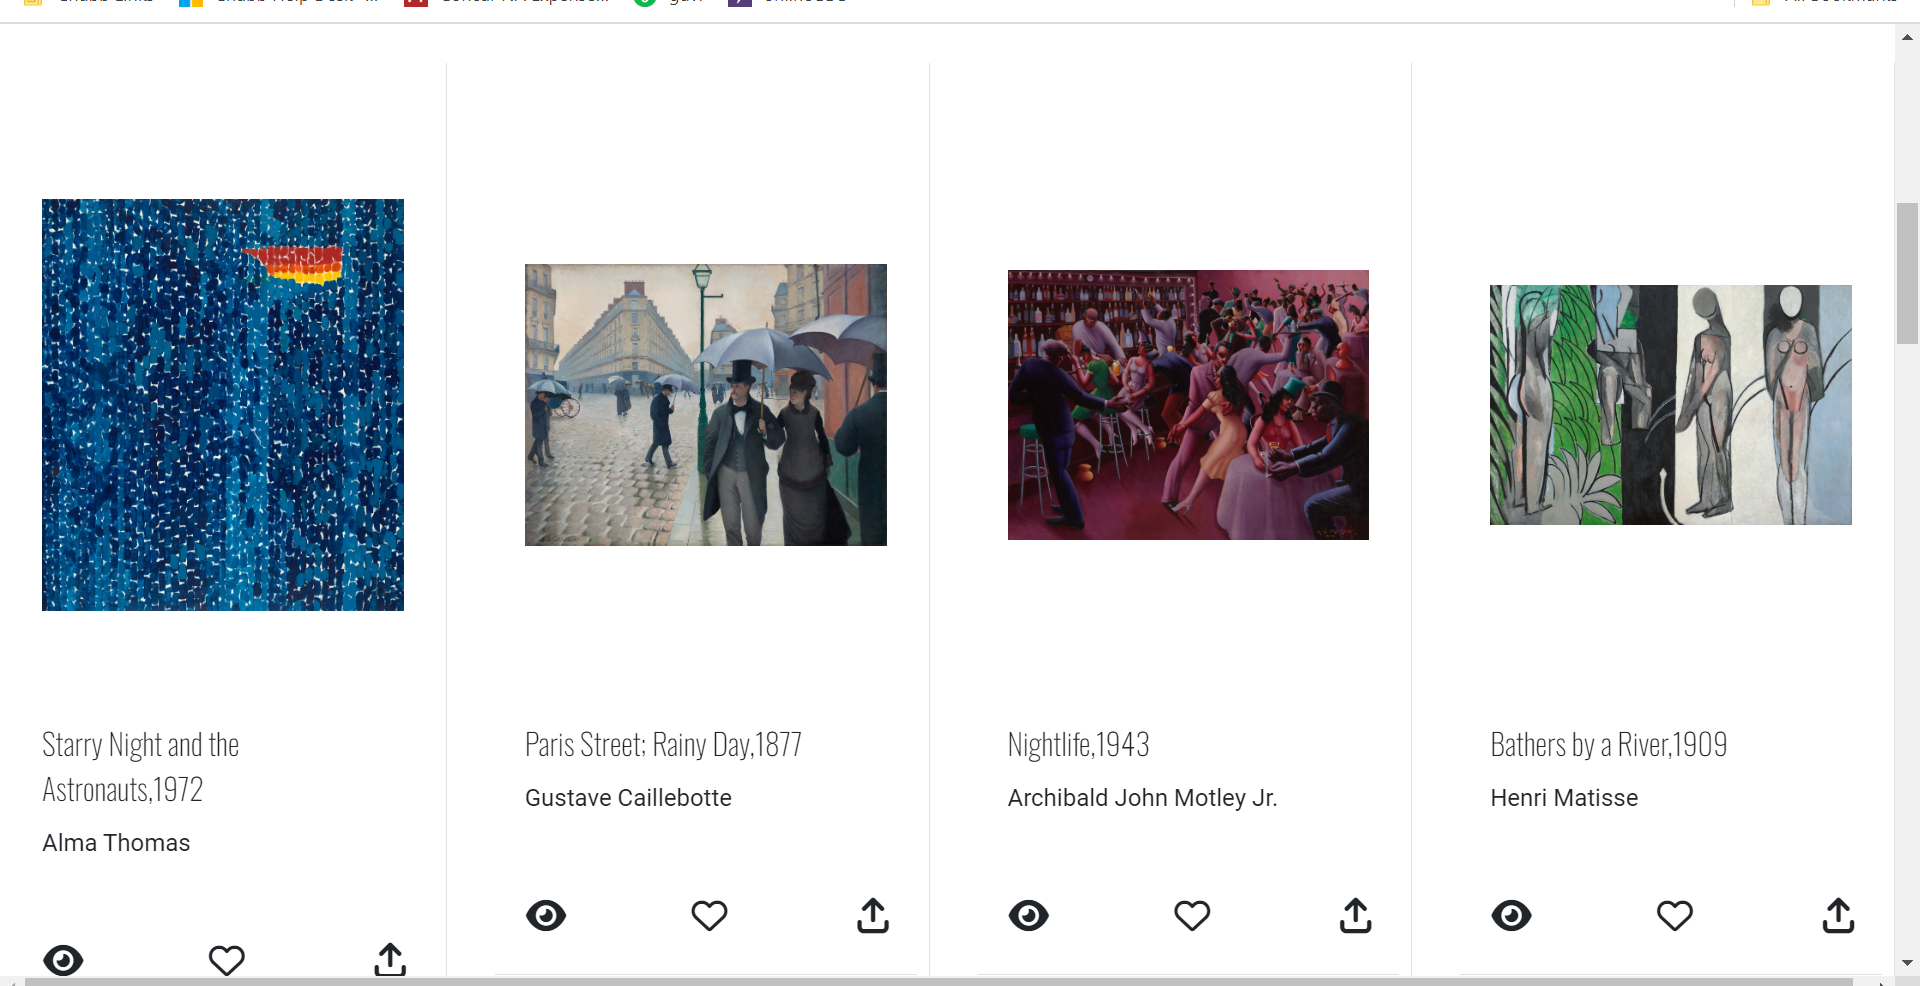 Starry Night and the
Astronauts,1972
Alma Thomas
Paris Street; Rainy Day,1877
Gustave Caillebotte
Nightlife,1943
Archibald John Motley Jr.
Bathers by a River,1909
Henri Matisse